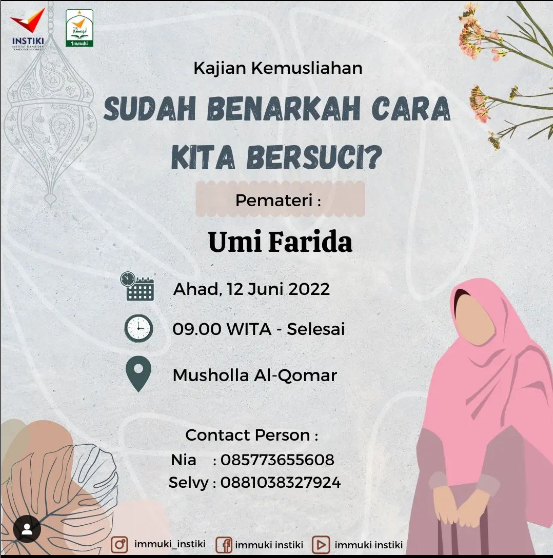 INSTIKI
immuki
Kajian Kemusliahan
SUDAH BENARKAH CARA
KITA BERSUCI?
Pemateri :
Umi Farida
Ahad, 12 Juni 2022
09.00 WITA - Selesai
Musholla Al-Qomar
Contact Person :
Nia : 085773655608
Selvy : 0881038327924
immuki_instiki immuki instiki immuki instiki